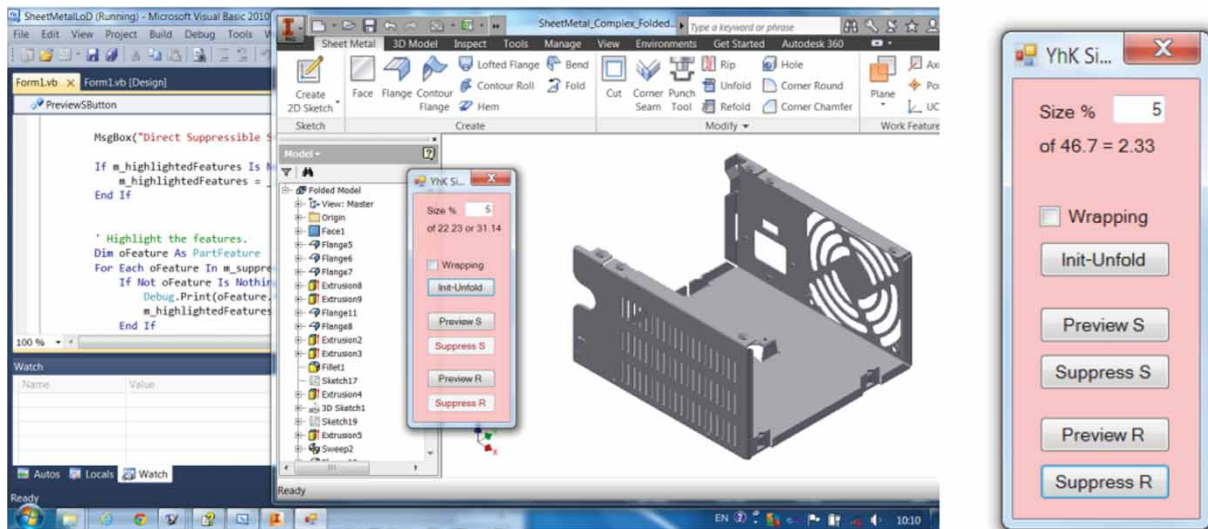 SheetMetalLoD (Running) - Microsoft Visual Basic 2010
File Edit View Project Build Debug Tools
Form1.vb X Form1.vb [Design]
PreviewSButton
MsgBox("Direct Suppressible S
If m_highlightedFeatures Is N
m_highlightedFeatures = _
End If
' Highlight the features.
Dim oFeature As PartFeature
For Each oFeature In m_suppre
If Not oFeature Is Nothin
Debug.Print(oFeature.
m_highlightedFeatures
End If
100 %
Watch
Name Value
Autos Locals Watch
Ready
SheetMetal_Complex_Folded... Type a keyword or phrase
PRO
Sheet Metal 3D Model Inspect Tools Manage View Environments Get Started Autodesk 360
Create
2D Sketch
Face Flange Contour
Flange
Lofted Flange
Contour Roll
Hem
Bend
Fold
Cut Corner
Seam
Punch
Tool
Rip
Unfold
Refold
Hole
Corner Round
Corner Chamfer
Plane
Ax
Po
UC
Sketch Create Modify Work Feature
Model
Folded Model
View: Master
Origin
Face1
Flange5
Flange6
Flange7
Extrusion8
Extrusion9
Flange11
Flange8
Extrusion2
Extrusion3
Fillet1
Sketch17
Extrusion4
3D Sketch1
Sketch19
Extrusion5
Sweep2
Ready
YhK Si...
Size % 5
of 22.23 or 31.14
Wrapping
Init-Unfold
Preview S
Suppress S
Preview R
Suppress R
X
EN 10:10
YhK Si... X
Size % 5
of 46.7 = 2.33
Wrapping
Init-Unfold
Preview S
Suppress S
Preview R
Suppress R